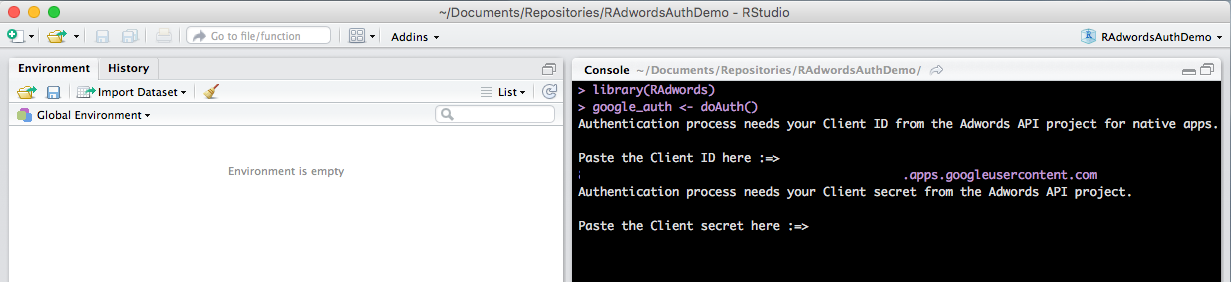 ~/Documents/Repositories/RAdwordsAuthDemo - RStudio
Go to file/function
Addins
RAdwordsAuthDemo
Environment
History
Import Dataset
List
Global Environment
Environment is empty
Console ~/Documents/Repositories/RAdwordsAuthDemo/
> library(RAdwords)
> google_auth <- doAuth()
Authentication process needs your Client ID from the Adwords API project for native apps.
Paste the Client ID here :=>
.apps.googleusercontent.com
Authentication process needs your Client secret from the Adwords API project.
Paste the Client secret here :=>